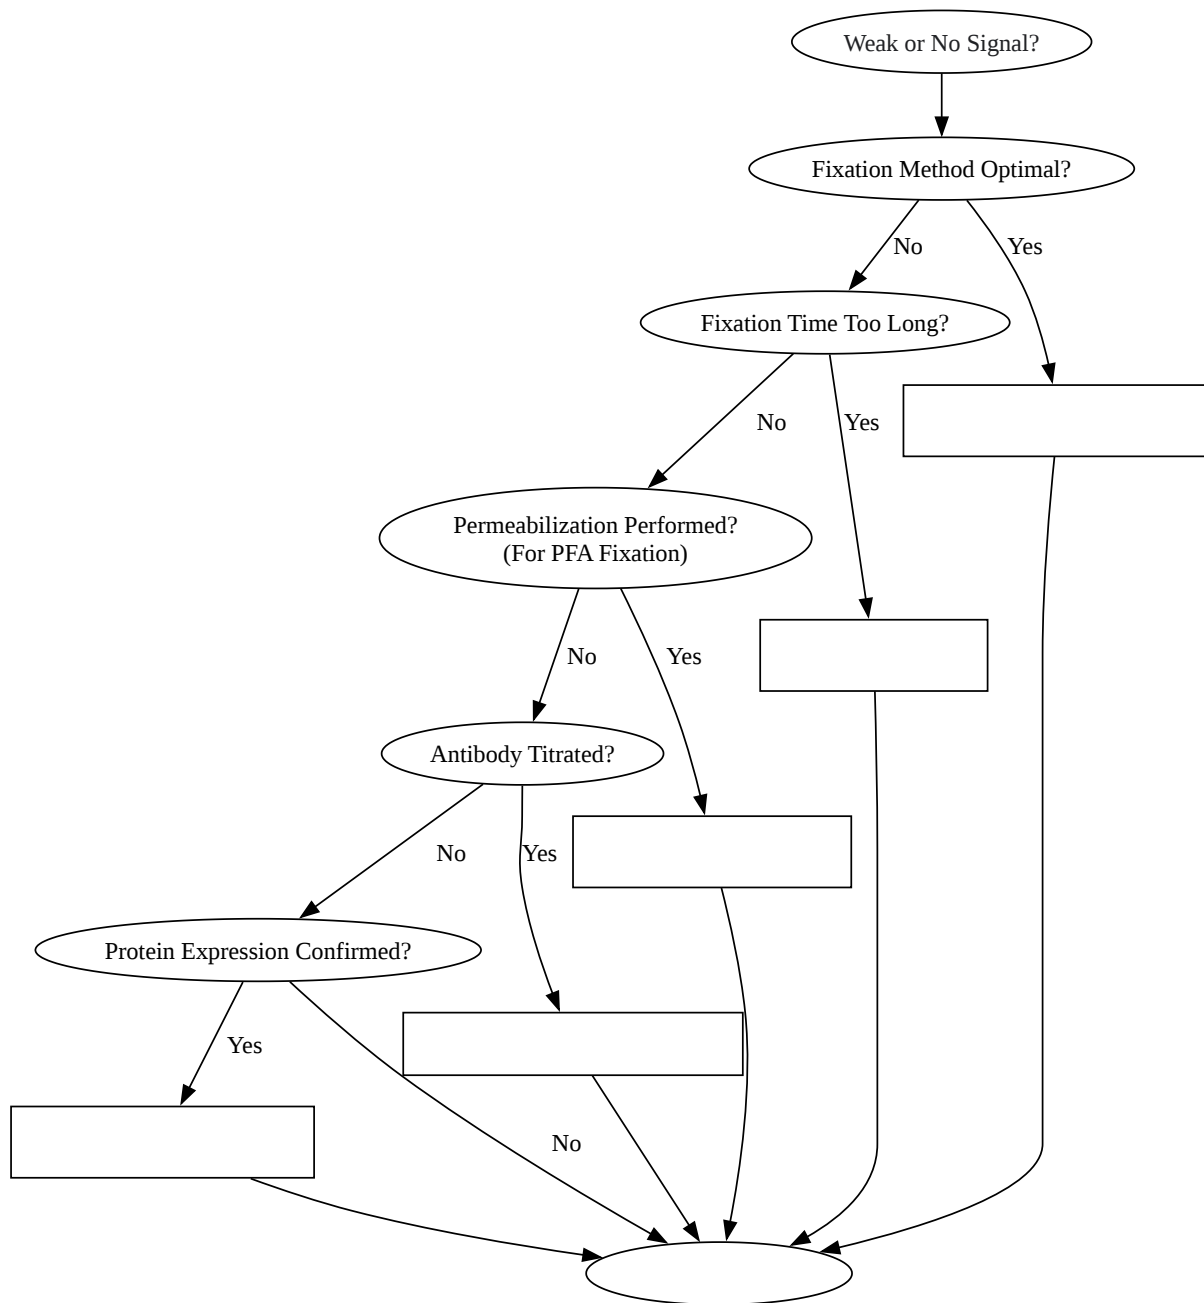 Weak or No Signal?
Fixation Method Optimal?
No
Yes
Fixation Time Too Long?
No
Yes
Permeabilization Performed?
(For PFA Fixation)
No
Yes
Antibody Titrated?
No
Yes
Protein Expression Confirmed?
Yes
No